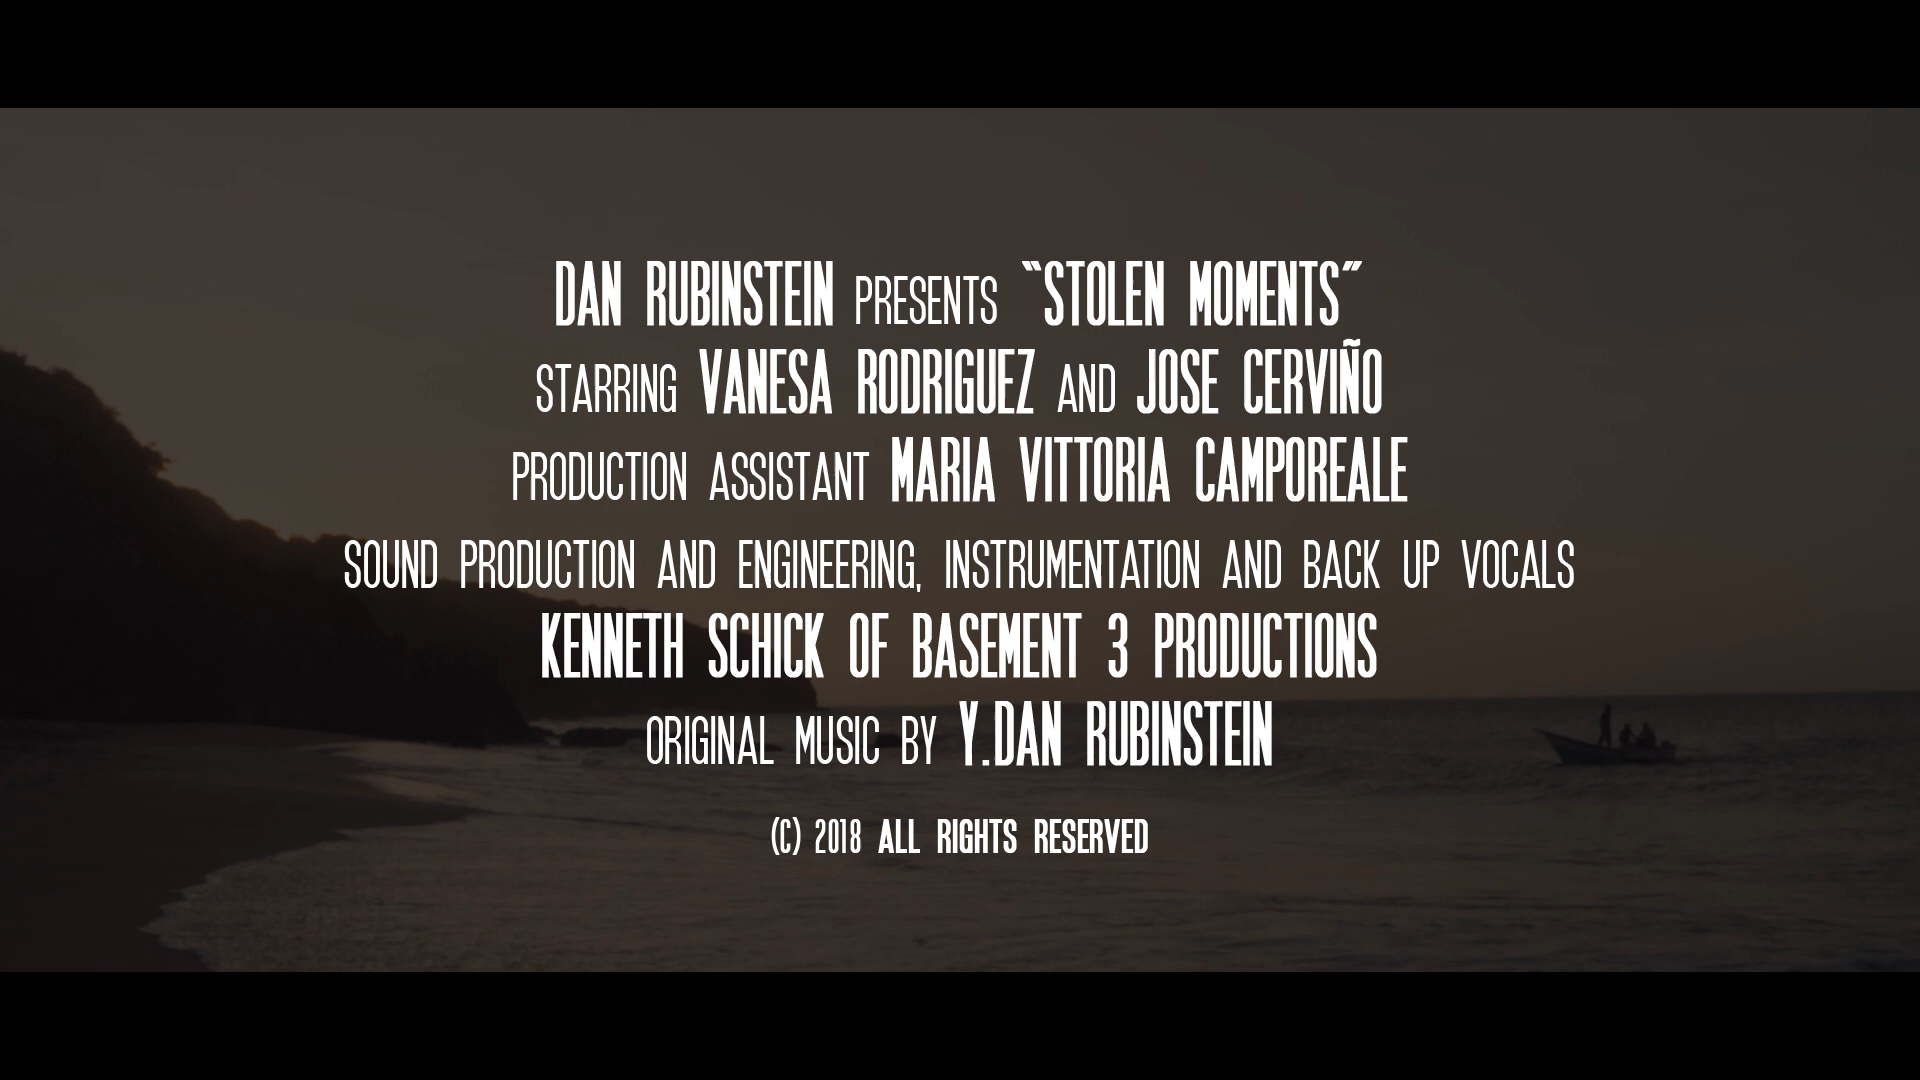 DAN RUBINSTEIN PRESENTS "STOLEN MOMENTS"
STARRING VANESA RODRIGUEZ AND JOSE CERVIÑO
PRODUCTION ASSISTANT MARIA VITTORIA CAMPOREALE
SOUND PRODUCTION AND ENGINEERING, INSTRUMENTATION AND BACK UP VOCALS
KENNETH SCHICK OF BASEMENT 3 PRODUCTIONS
ORIGINAL MUSIC BY Y.DAN RUBINSTEIN
(C) 2018 ALL RIGHTS RESERVED